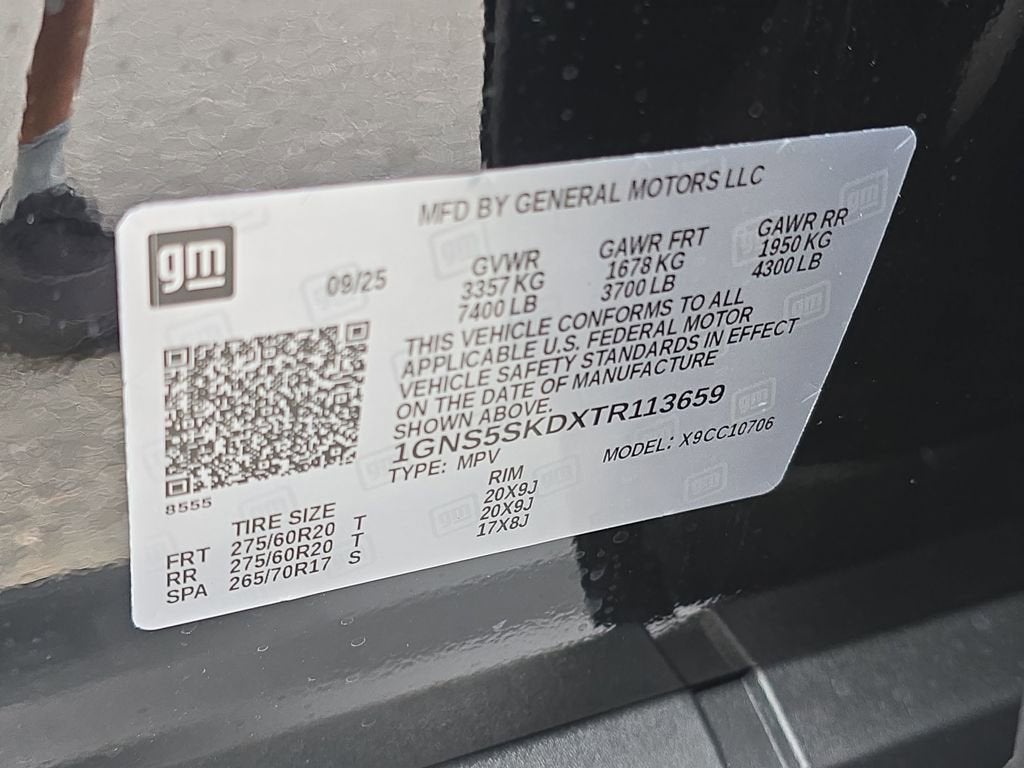 gm
MFD BY GENERAL MOTORS LLC
09/25
GVWR GAWR FRT GAWR RR
3357 KG 1678 KG 1950 KG
7400 LB 3700 LB 4300 LB
THIS VEHICLE CONFORMS TO ALL
APPLICABLE U.S. FEDERAL MOTOR
VEHICLE SAFETY STANDARDS IN EFFECT
ON THE DATE OF MANUFACTURE
SHOWN ABOVE.
1GNS5SKDXTR113659
TYPE: MPV MODEL: X9CC10706
8555
TIRE SIZE RIM
FRT 275/60R20 T 20X9J
RR 275/60R20 T 20X9J
SPA 265/70R17 S 17X8J